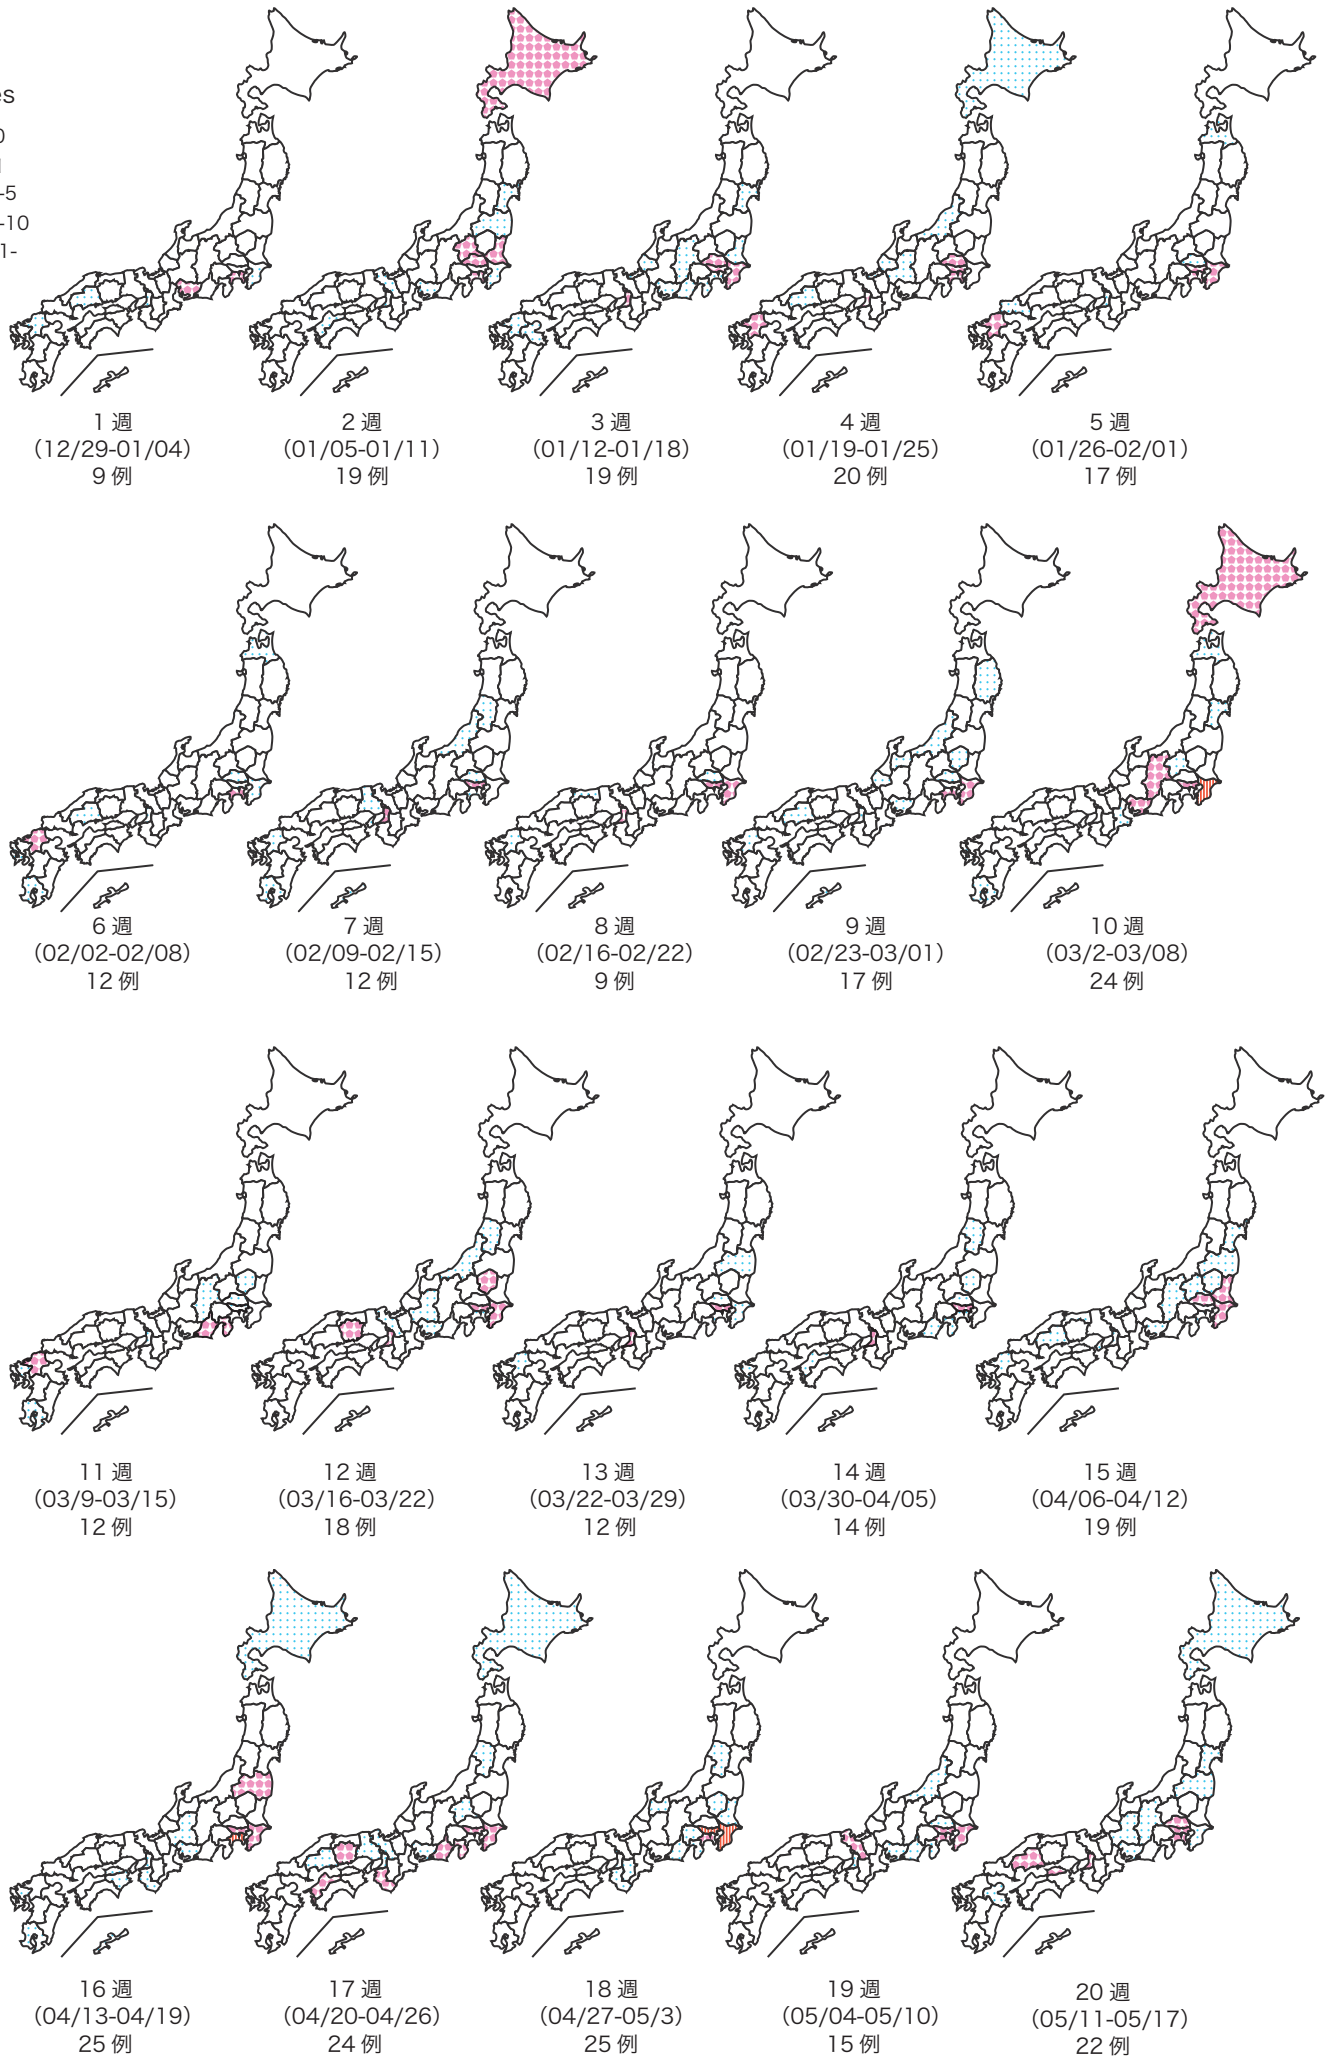 es
0
1
-5
-10
1-
1 週
（12/29-01/04）
9 例
2 週
（01/05-01/11）
19 例
3 週
（01/12-01/18）
19 例
4 週
（01/19-01/25）
20 例
5 週
（01/26-02/01）
17 例
6 週
（02/02-02/08）
12 例
7 週
（02/09-02/15）
12 例
8 週
（02/16-02/22）
9 例
9 週
（02/23-03/01）
17 例
10 週
（03/2-03/08）
24 例
11 週
（03/9-03/15）
12 例
12 週
（03/16-03/22）
18 例
13 週
（03/22-03/29）
12 例
14 週
（03/30-04/05）
14 例
15 週
（04/06-04/12）
19 例
16 週
（04/13-04/19）
25 例
17 週
（04/20-04/26）
24 例
18 週
（04/27-05/3）
25 例
19 週
（05/04-05/10）
15 例
20 週
（05/11-05/17）
22 例